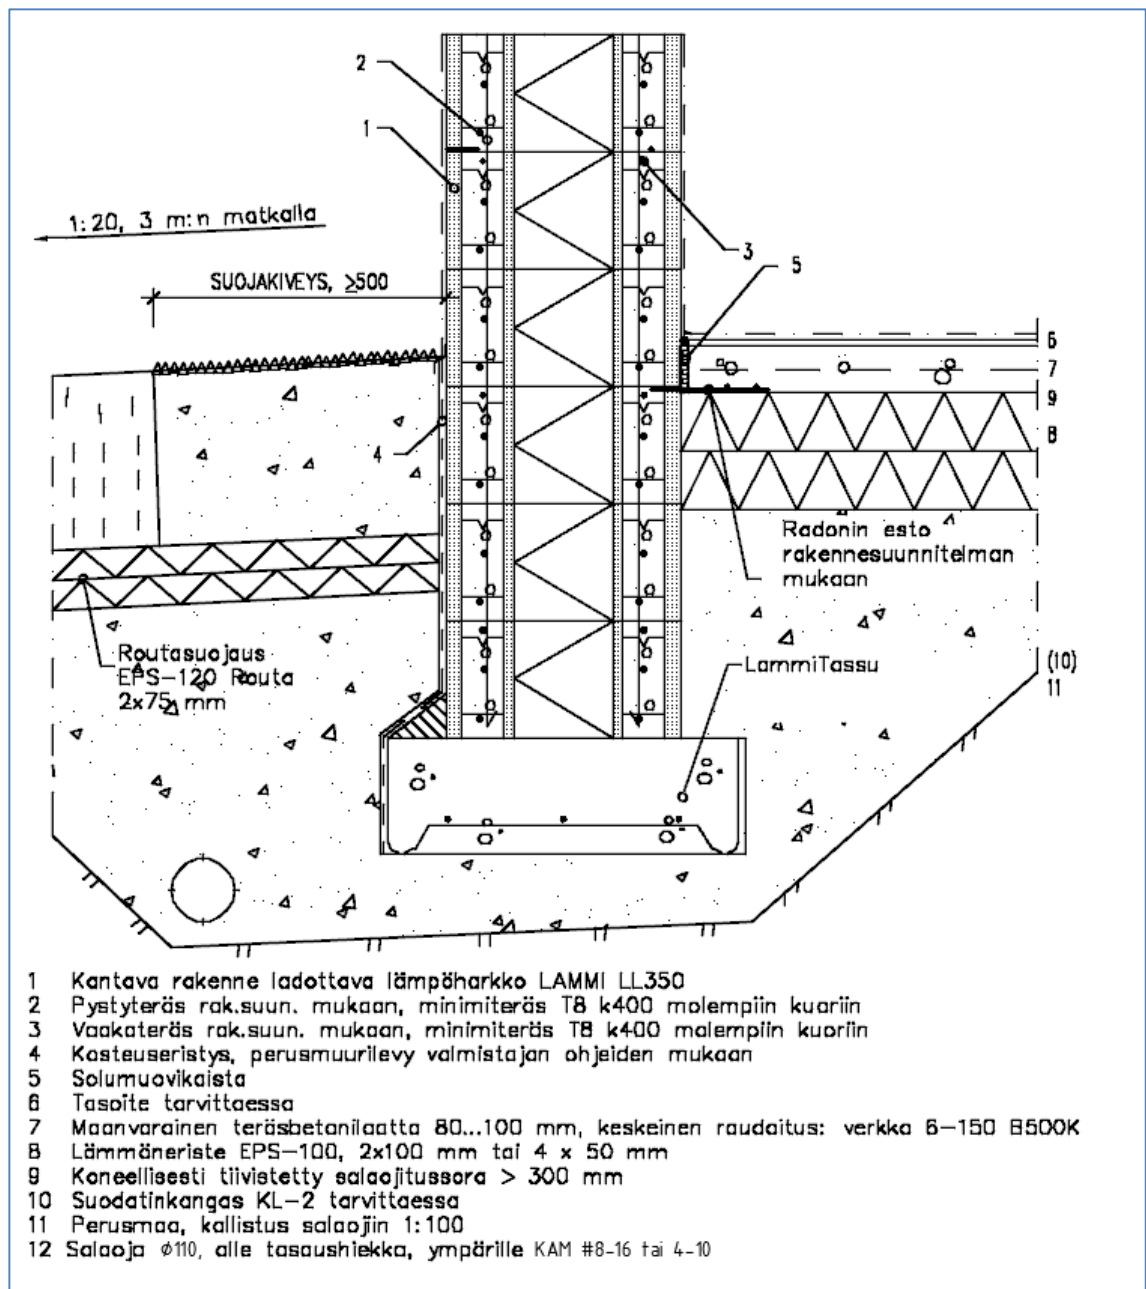 2
1
1:20, 3 m:n matkalla
3
5
SUOJAKIVEYS, ≥500
6
7
9
8
4
Radonin esto
rakennesuunnitelman
mukaan
Routasuojaus
EPS-120 Routa
2x75 mm
LammiTassu
(10)
11
1 Kantava rakenne ladottava lämpöharkko LAMMI LL350
2 Pystyteräs rak.suun. mukaan, minimiteräs T8 k400 molempiin kuoriin
3 Vaakateräs rak.suun. mukaan, minimiteräs T8 k400 molempiin kuoriin
4 Kosteuseristys, perusmuurilevy valmistajan ohjeiden mukaan
5 Solumuovikaista
6 Tasoite tarvittaessa
7 Maanvarainen teräsbetonilaatta 80...100 mm, keskeinen raudoitus: verkko 6-150 B500K
8 Lämmöneriste EPS-100, 2x100 mm tai 4 x 50 mm
9 Koneellisesti tiivistetty salaojitussora > 300 mm
10 Suodatinkangas KL-2 tarvittaessa
11 Perusmaa, kallistus salaojiin 1:100
12 Salaoja ϕ110, alle tasaushiekka, ympärille KAM #8-16 tai 4-10